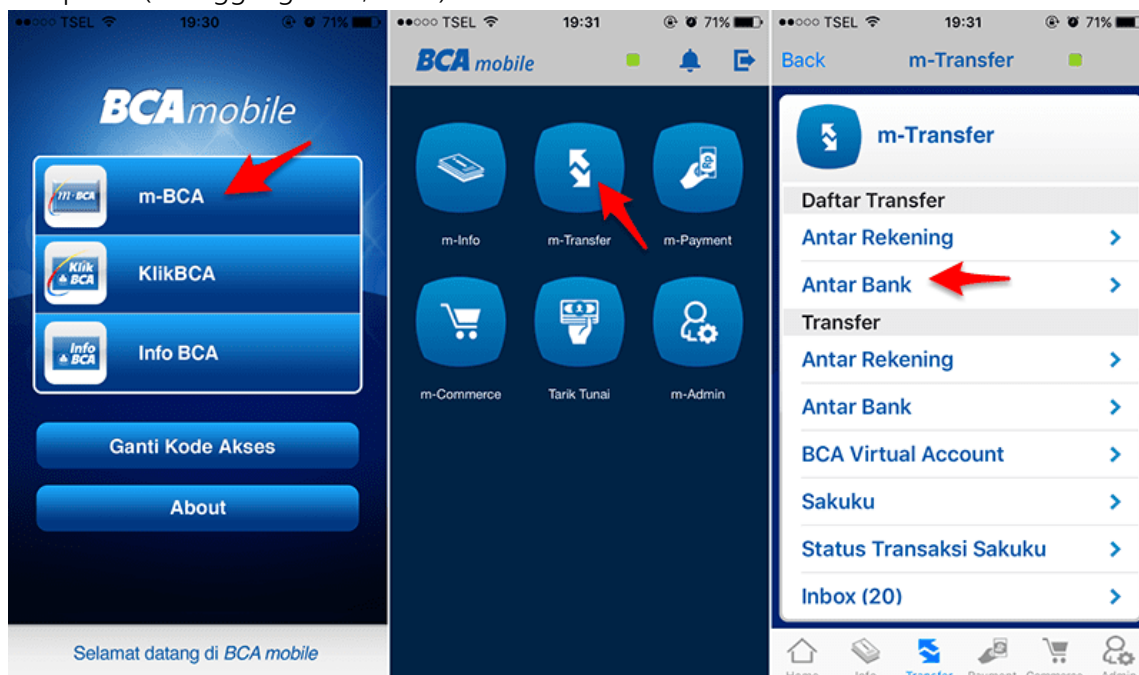 ●●○○○ TSEL 19:30 71%
BCA mobile
m-BCA
m-BCA
Klik BCA
KlikBCA
Info BCA
Info BCA
Ganti Kode Akses
About
Selamat datang di BCA mobile
●●○○○ TSEL 19:31 71%
BCA mobile
Rp
m-Info m-Transfer m-Payment
m-Commerce Tarik Tunai m-Admin
●●○○○ TSEL 19:31 71%
Back m-Transfer
m-Transfer
Daftar Transfer
Antar Rekening
Antar Bank
Transfer
Antar Rekening
Antar Bank
BCA Virtual Account
Sakuku
Status Transaksi Sakuku
Inbox (20)